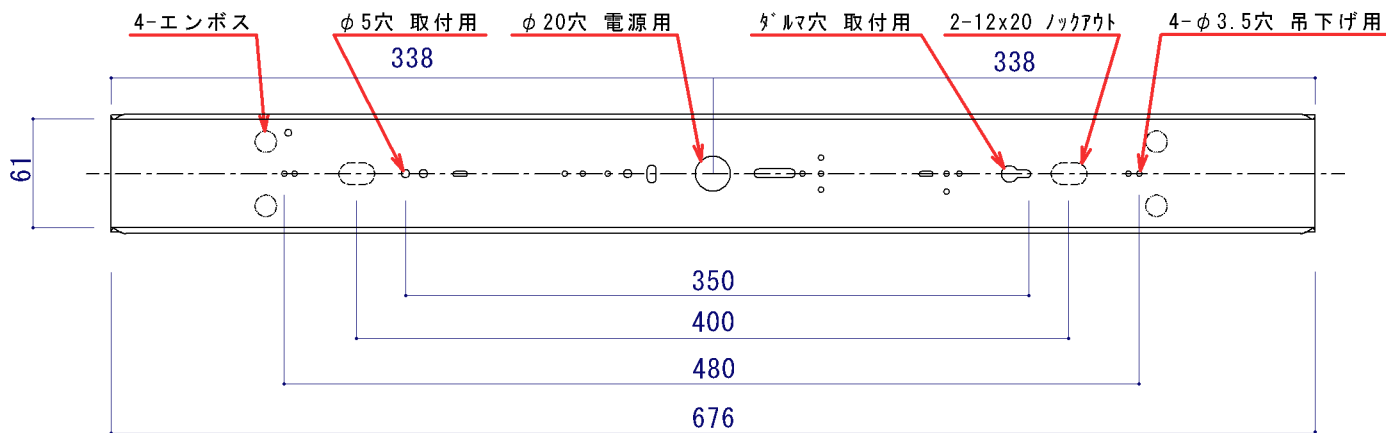 4-エンボス
φ5穴 取付用
φ20穴 電源用
ﾀﾞﾙﾏ穴 取付用
2-12x20 ﾉｯｸｱｳﾄ
4-φ3.5穴 吊下げ用
338
338
61
350
400
480
676